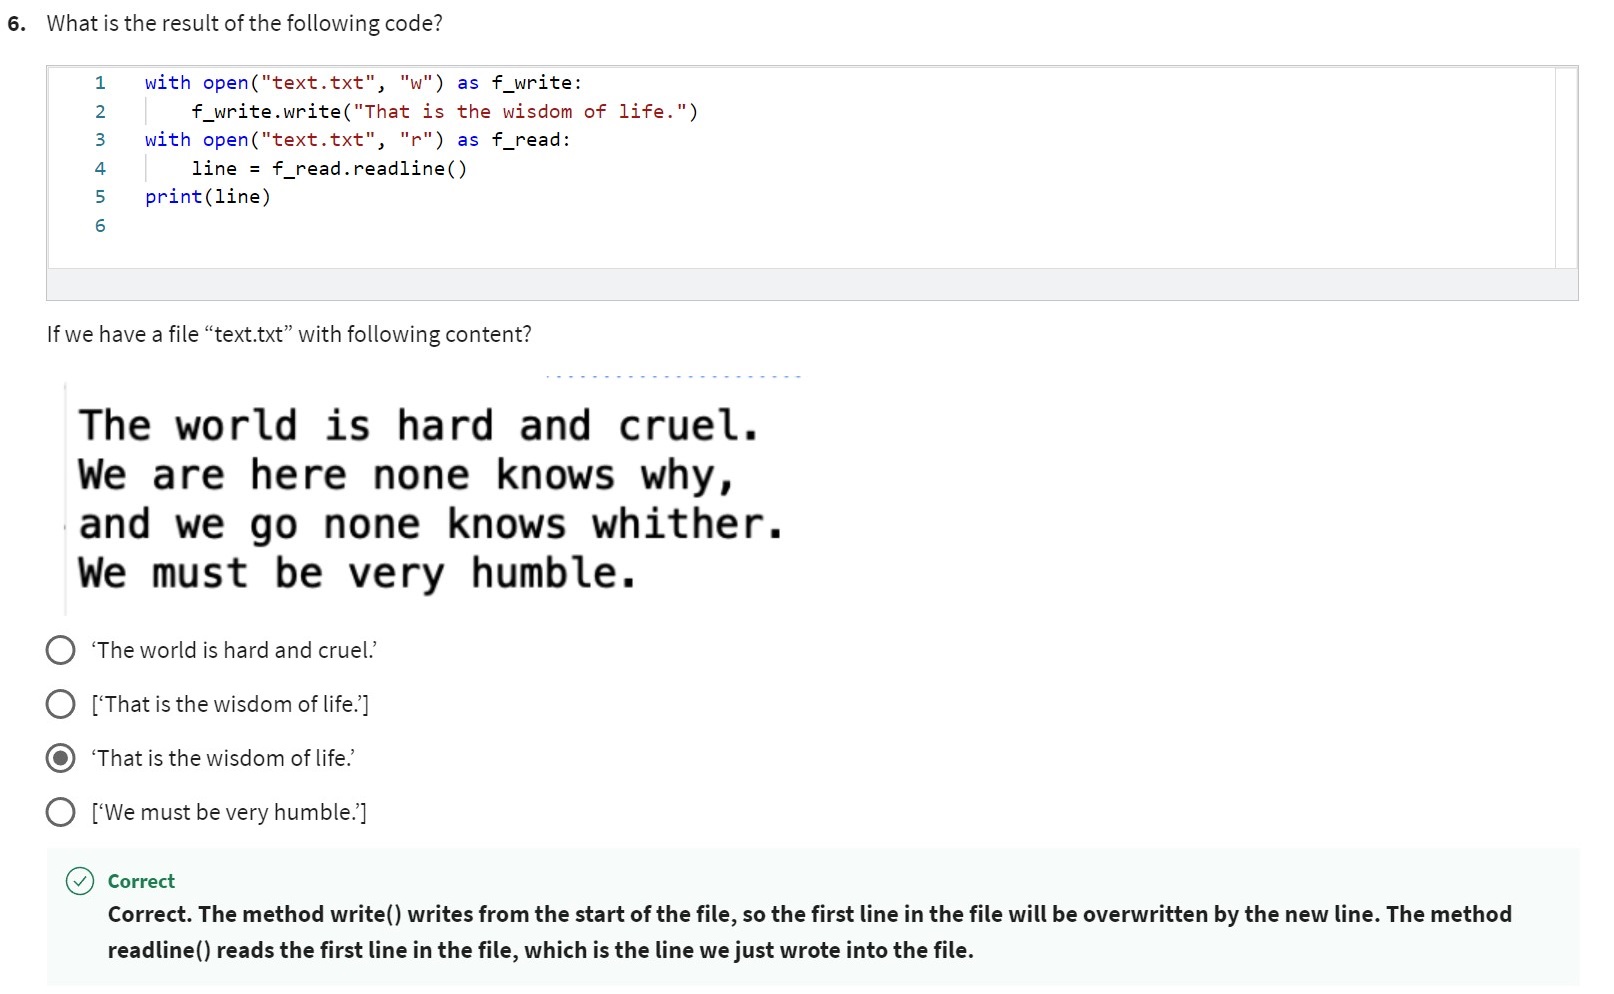 6. What is the result of the following code?
1 with open("text.txt", "w") as f_write:
2 f_write.write("That is the wisdom of life.")
3 with open("text.txt", "r") as f_read:
4 line = f_read.readline()
5 print(line)
6
If we have a file “text.txt” with following content?
The world is hard and cruel.
We are here none knows why,
and we go none knows whither.
We must be very humble.
‘The world is hard and cruel.’
[‘That is the wisdom of life.’]
‘That is the wisdom of life.’
[‘We must be very humble.’]
Correct
Correct. The method write() writes from the start of the file, so the first line in the file will be overwritten by the new line. The method
readline() reads the first line in the file, which is the line we just wrote into the file.